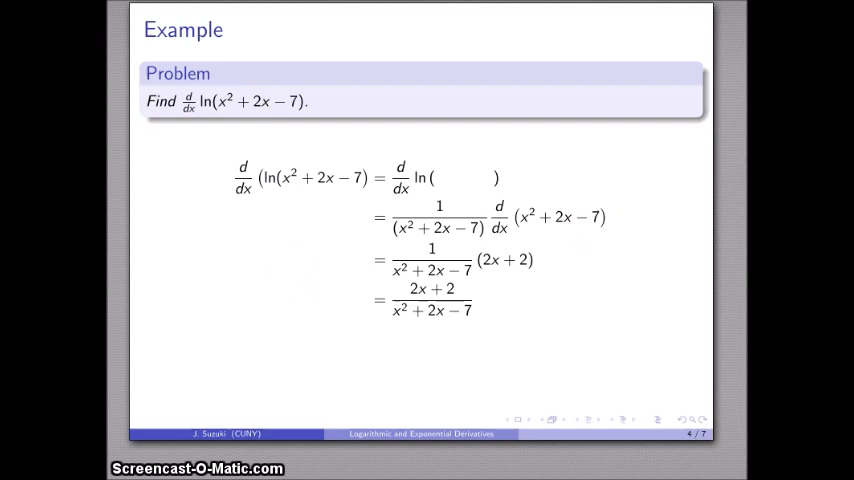 Example
Problem
Find d/dx ln(x² + 2x − 7).
d/dx (ln(x² + 2x − 7) = d/dx ln (          )
= 1/(x² + 2x − 7) d/dx (x² + 2x − 7)
= 1/x² + 2x − 7 (2x + 2)
= 2x + 2/x² + 2x − 7
J. Suzuki (CUNY) Logarithmic and Exponential Derivatives 4 / 7
Screencast-O-Matic.com